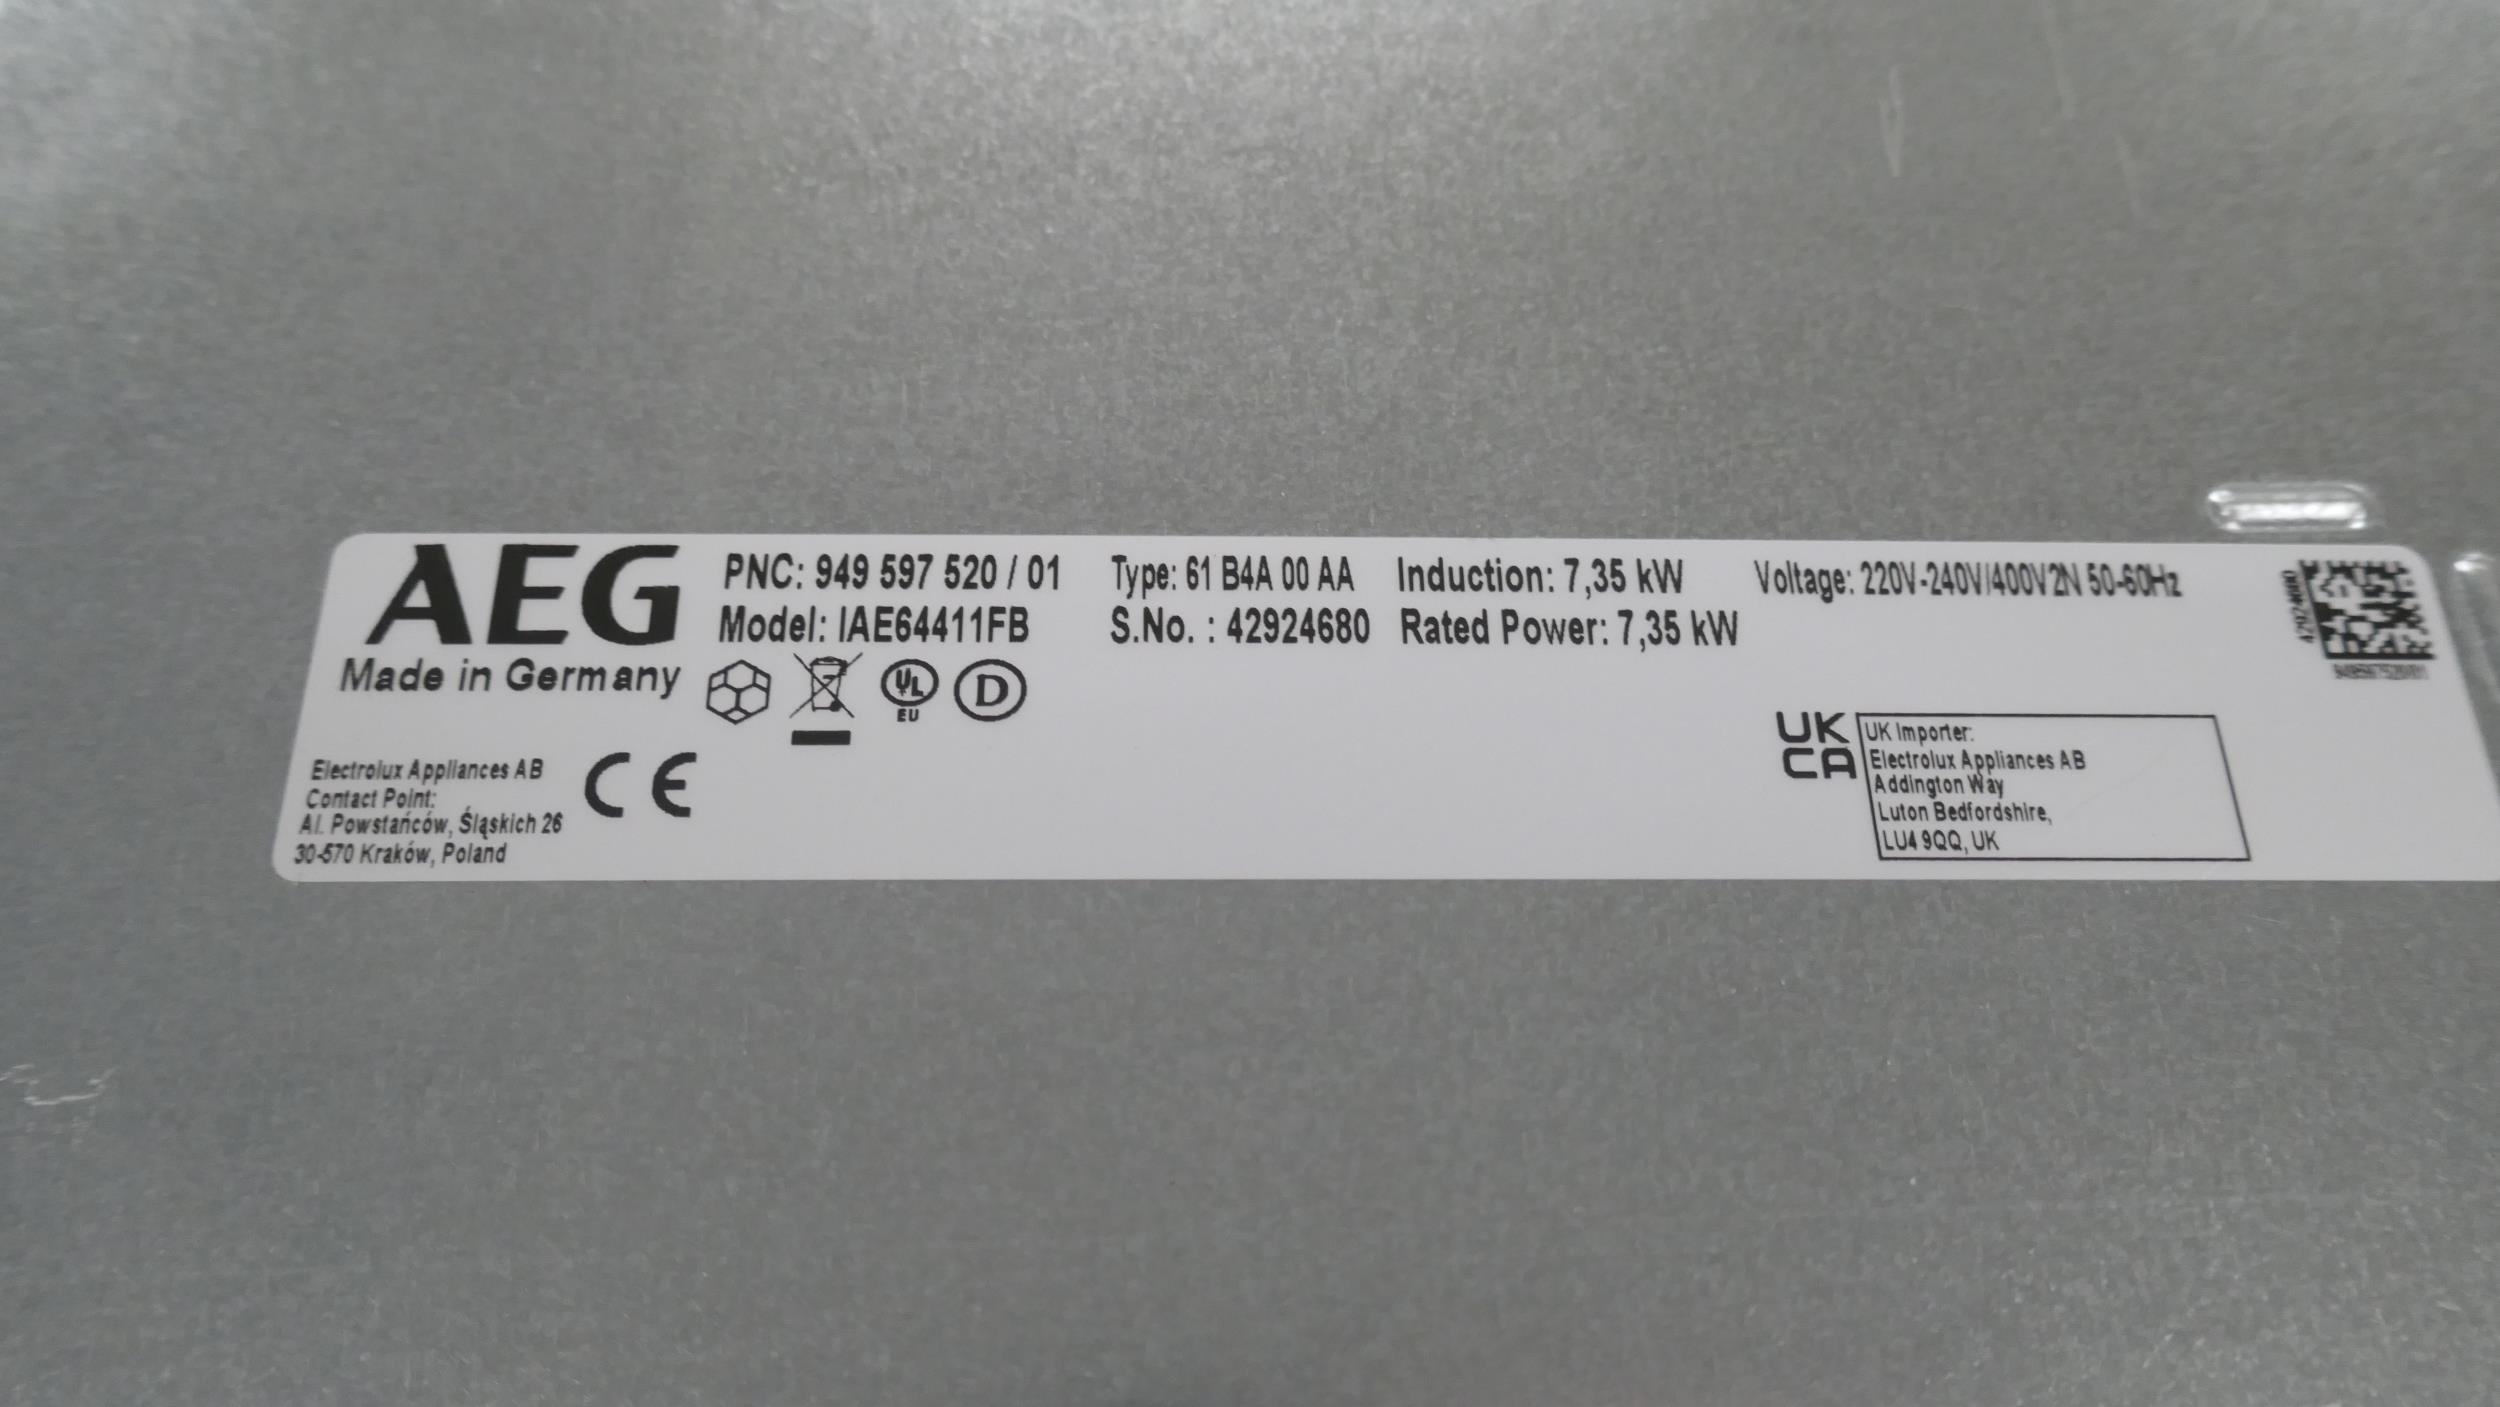 AEG
Made in Germany
PNC: 949 597 520 / 01
Model: IAE64411FB
Type: 61 B4A 00 AA
S.No. : 42924680
Induction: 7,35 kW
Rated Power: 7,35 kW
Voltage: 220V-240V/400V2N 50-60Hz
42924680
94959752001
UL
EU
D
Electrolux Appliances AB
Contact Point:
Al. Powstańców, Śląskich 26
30-570 Kraków, Poland
CE
UK
CA
UK Importer:
Electrolux Appliances AB
Addington Way
Luton Bedfordshire,
LU4 9QQ, UK